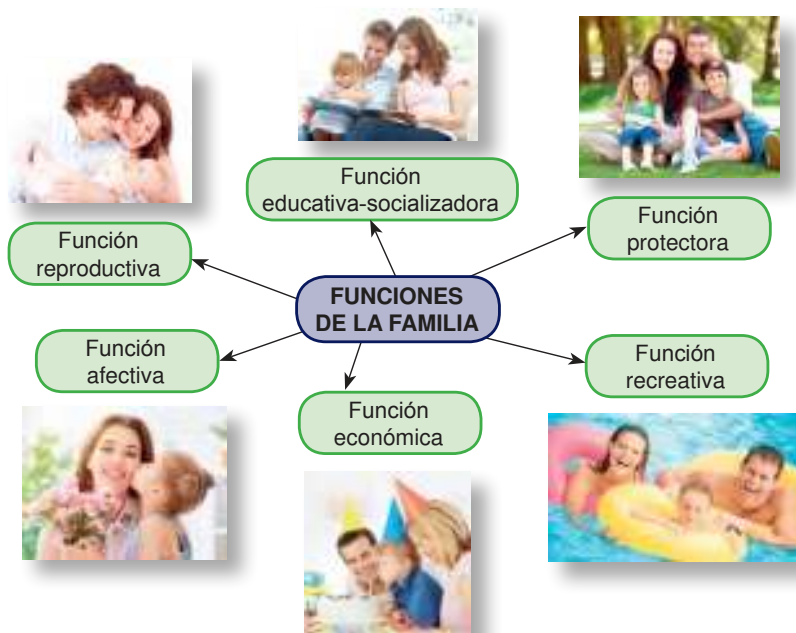 Función
educativa-socializadora
Función
protectora
Función
reproductiva
FUNCIONES
DE LA FAMILIA
Función
afectiva
Función
recreativa
Función
económica